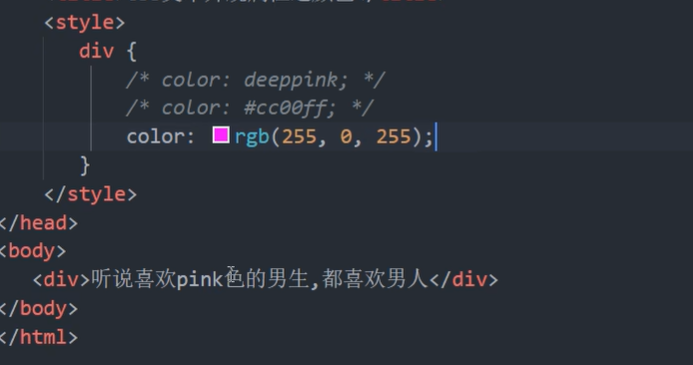 <style>
div {
/* color: deeppink; */
/* color: #cc00ff; */
color: rgb(255, 0, 255);
}
</style>
</head>
<body>
<div>听说喜欢pink色的男生,都喜欢男人</div>
</body>
</html>